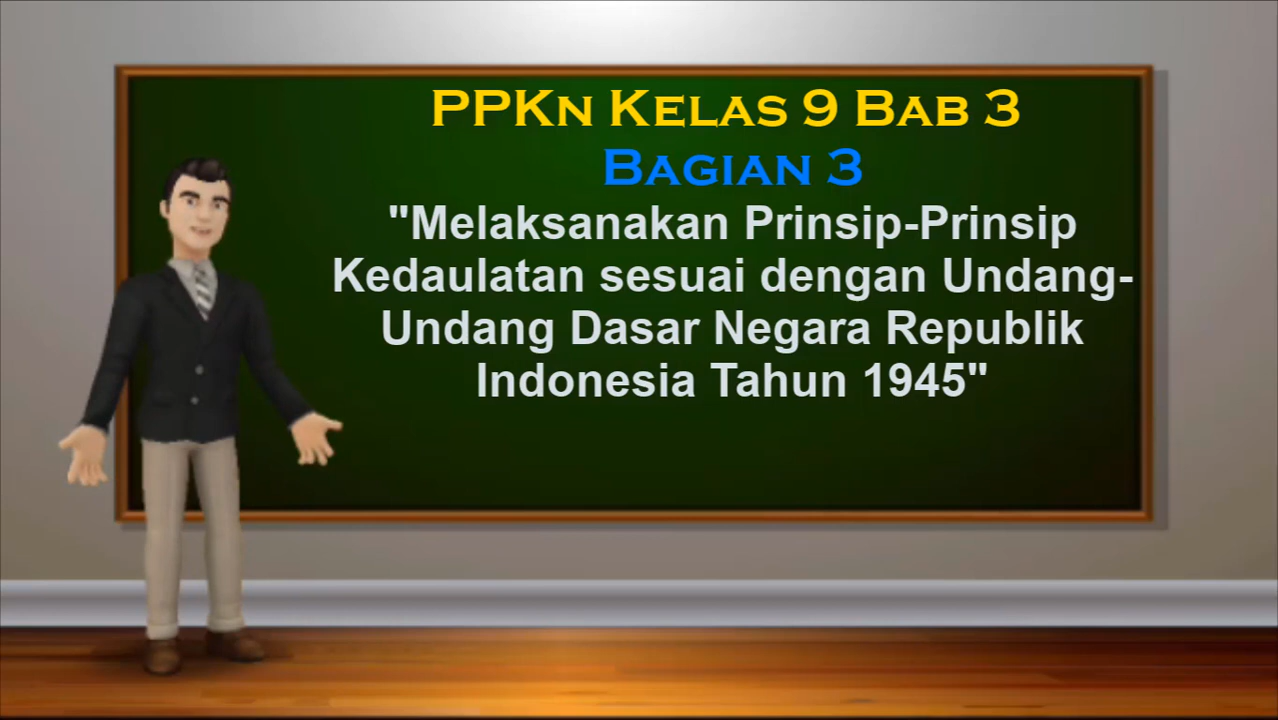 PPKn Kelas 9 Bab 3
Bagian 3
"Melaksanakan Prinsip-Prinsip
Kedaulatan sesuai dengan Undang-
Undang Dasar Negara Republik
Indonesia Tahun 1945"